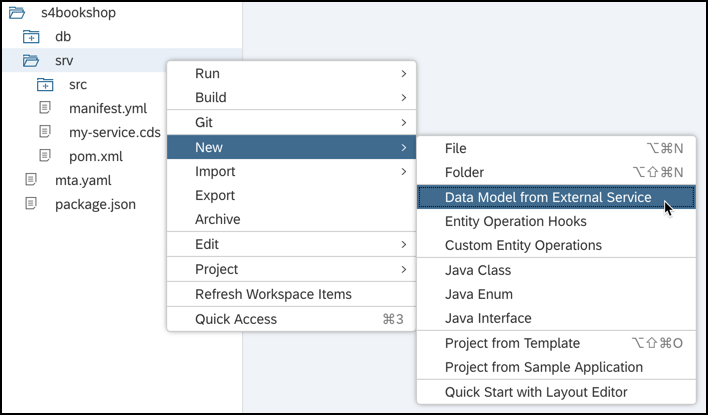 s4bookshop
db
srv
src
manifest.yml
my-service.cds
pom.xml
mta.yaml
package.json
Run
Build
Git
New
Import
Export
Archive
Edit
Project
Refresh Workspace Items
Quick Access ⌘3
File ⌥⌘N
Folder ⌥⇧⌘N
Data Model from External Service
Entity Operation Hooks
Custom Entity Operations
Java Class
Java Enum
Java Interface
Project from Template ⌥⇧⌘O
Project from Sample Application
Quick Start with Layout Editor